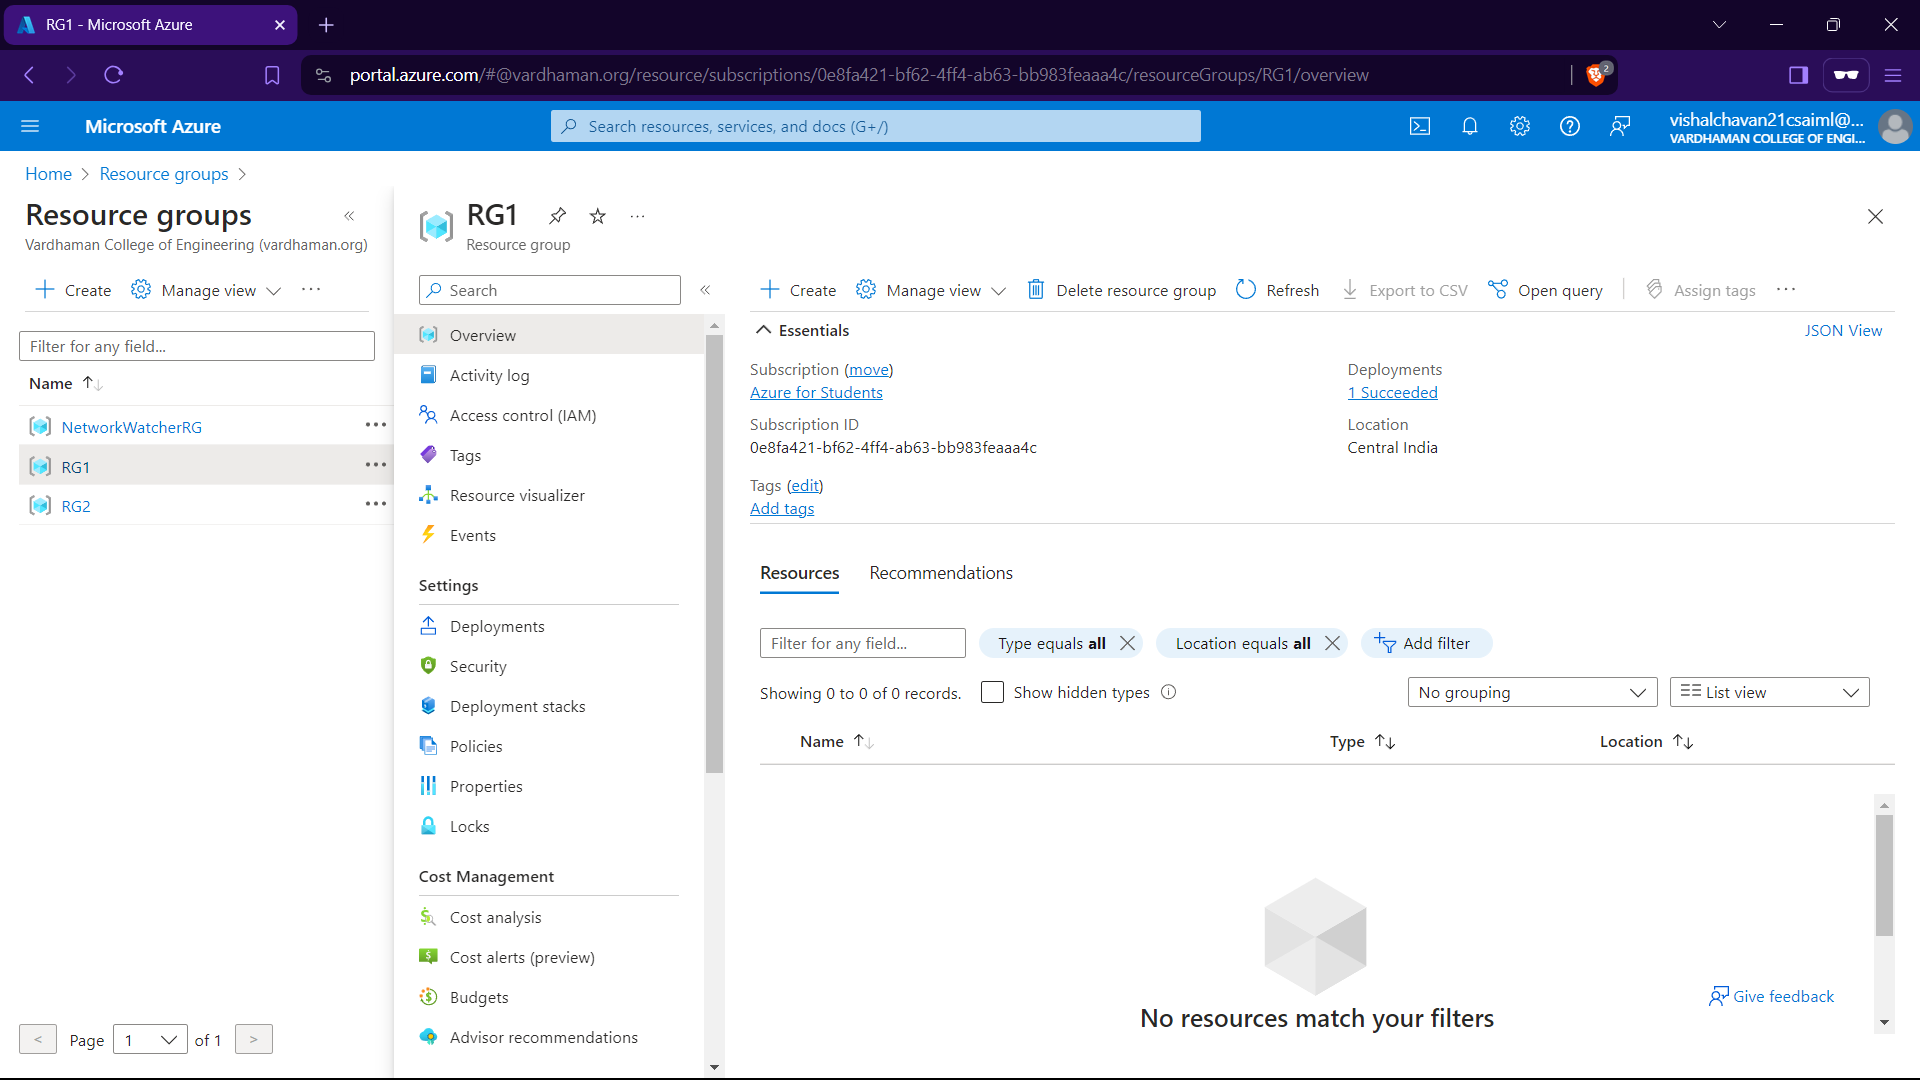 RG1 - Microsoft Azure
portal.azure.com/#@vardhaman.org/resource/subscriptions/0e8fa421-bf62-4ff4-ab63-bb983feaaa4c/resourceGroups/RG1/overview
2
Microsoft Azure
Search resources, services, and docs (G+/)
vishalchavan21csaiml@...
VARDHAMAN COLLEGE OF ENGI...
Home > Resource groups >
Resource groups
Vardhaman College of Engineering (vardhaman.org)
Create
Manage view
...
Filter for any field...
Name
NetworkWatcherRG
RG1
RG2
< Page 1 of 1 >
RG1
Resource group
Search
Overview
Activity log
Access control (IAM)
Tags
Resource visualizer
Events
Settings
Deployments
Security
Deployment stacks
Policies
Properties
Locks
Cost Management
Cost analysis
Cost alerts (preview)
Budgets
Advisor recommendations
Create
Manage view
Delete resource group
Refresh
Export to CSV
Open query
Assign tags
...
Essentials
JSON View
Subscription (move)
Azure for Students
Subscription ID
0e8fa421-bf62-4ff4-ab63-bb983feaaa4c
Deployments
1 Succeeded
Location
Central India
Tags (edit)
Add tags
Resources
Recommendations
Filter for any field...
Type equals all
Location equals all
Add filter
Showing 0 to 0 of 0 records.
Show hidden types
No grouping
List view
Name
Type
Location
No resources match your filters
Give feedback